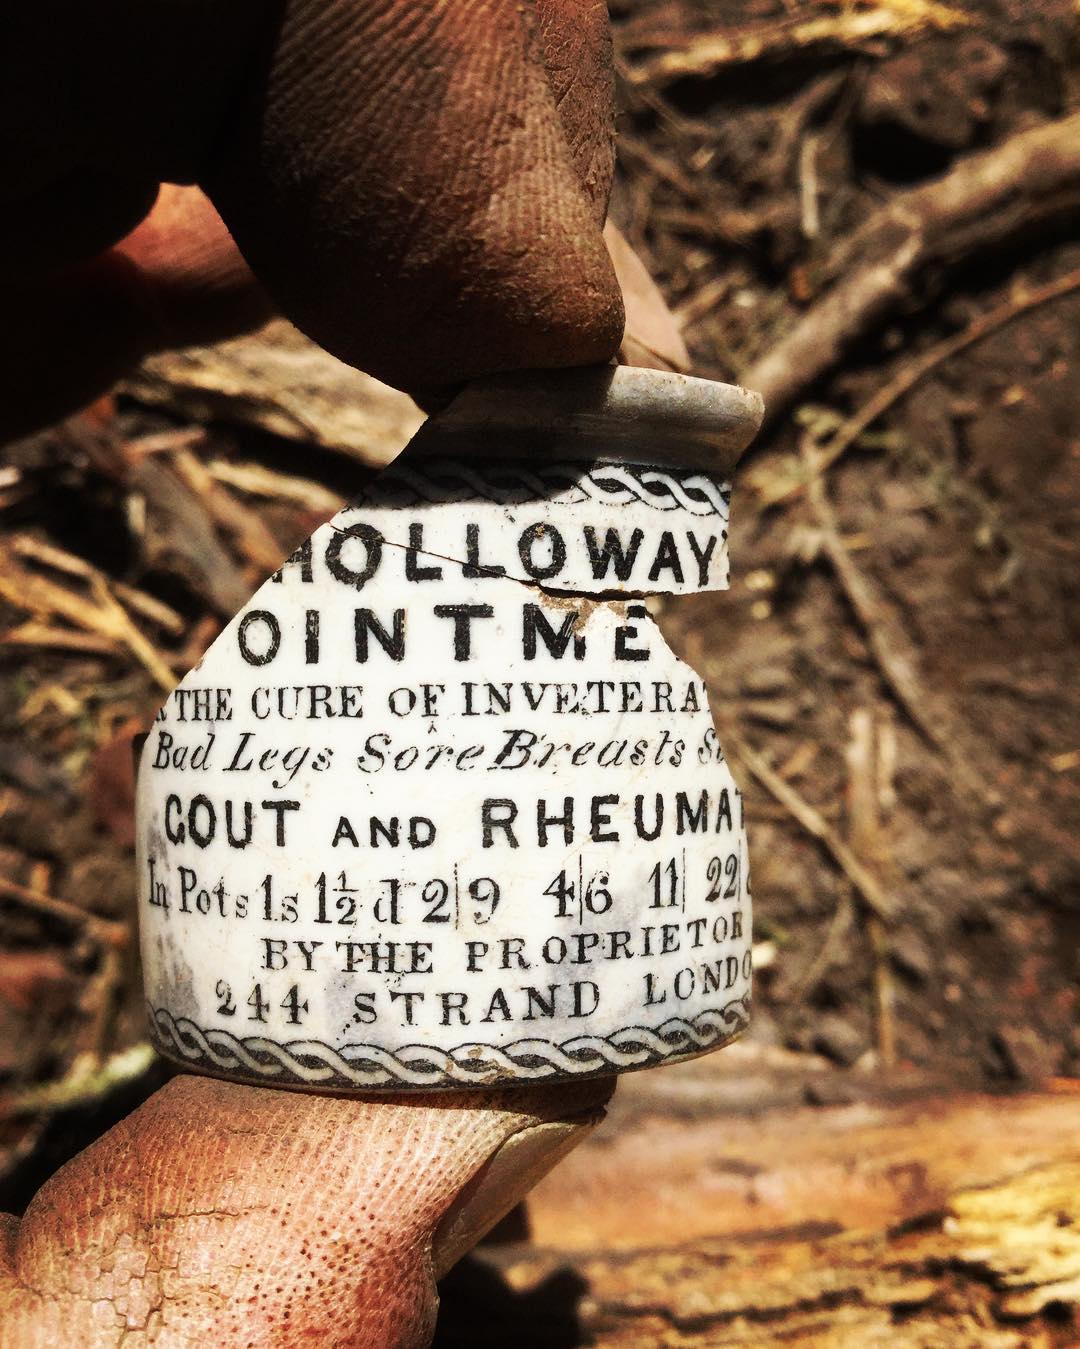 HOLLOWAY'
OINTME
THE CURE OF INVETERA
Bad Legs Sore Breasts S
GOUT AND RHEUMAT
In Pots 1s 1½d 2|9 4|6 11| 22|
BY THE PROPRIETOR
244 STRAND LONDO